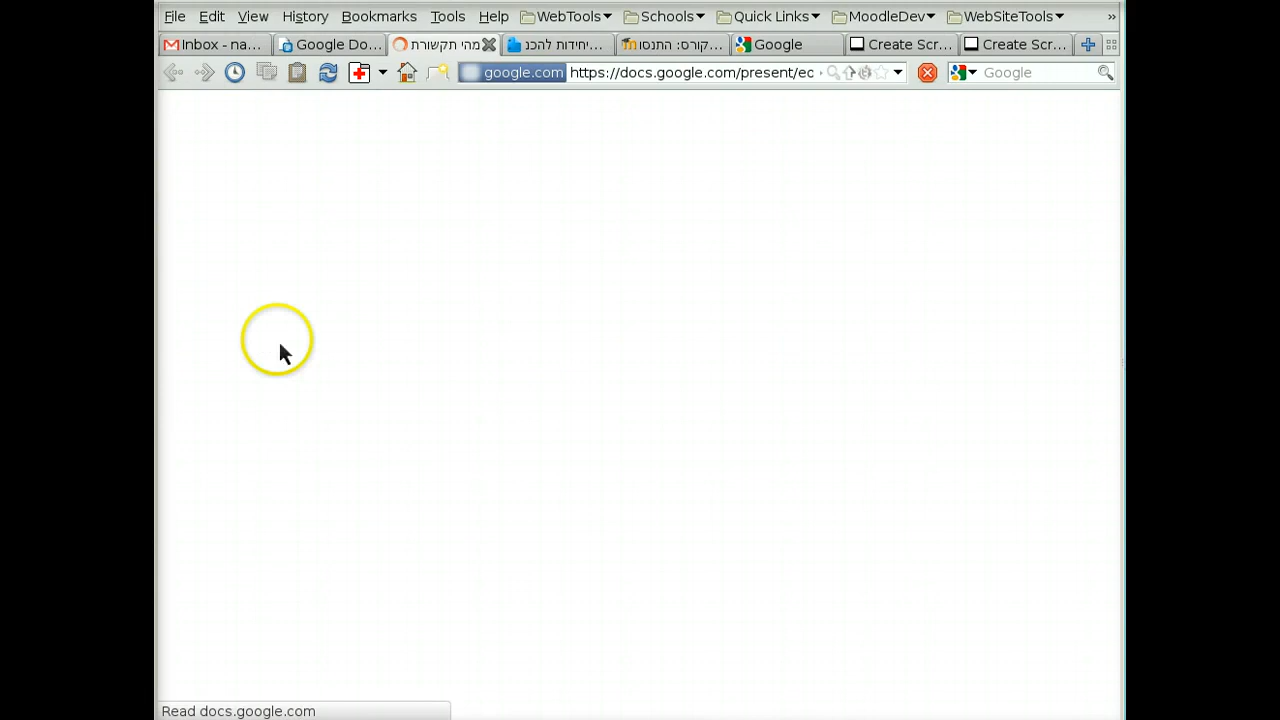 File Edit View History Bookmarks Tools Help WebTools Schools Quick Links MoodleDev WebSiteTools »
Inbox - na... Google Do... מהי תקשורת יחידות להכנ... קורס: התנסו... Google Create Scr... Create Scr...
google.com https://docs.google.com/present/ec Google
Read docs.google.com